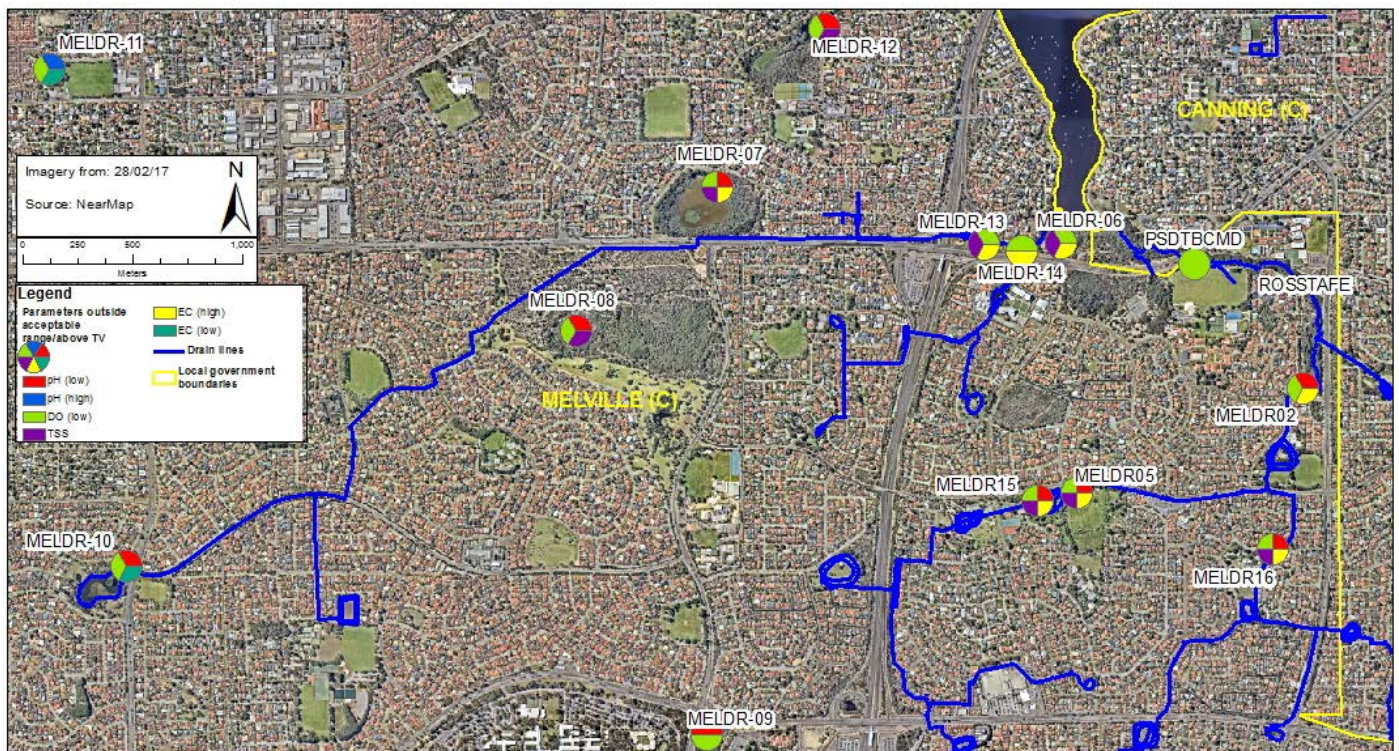 MELDR-11
MELDR-12
CANNING (C)
MELDR-07
Imagery from: 28/02/17
N
Source: NearMap
0 250 500 1,000
Meters
MELDR-13
MELDR-06
PSDTBCMD
MELDR-14
ROSSTAFE
Legend
Parameters outside
acceptable
range/above TV
pH (low)
pH (high)
DO (low)
TSS
EC (high)
EC (low)
Drain lines
Local government
boundaries
MELDR-08
MELVILLE (C)
MELDR02
MELDR15
MELDR05
MELDR-10
MELDR16
MELDR-09